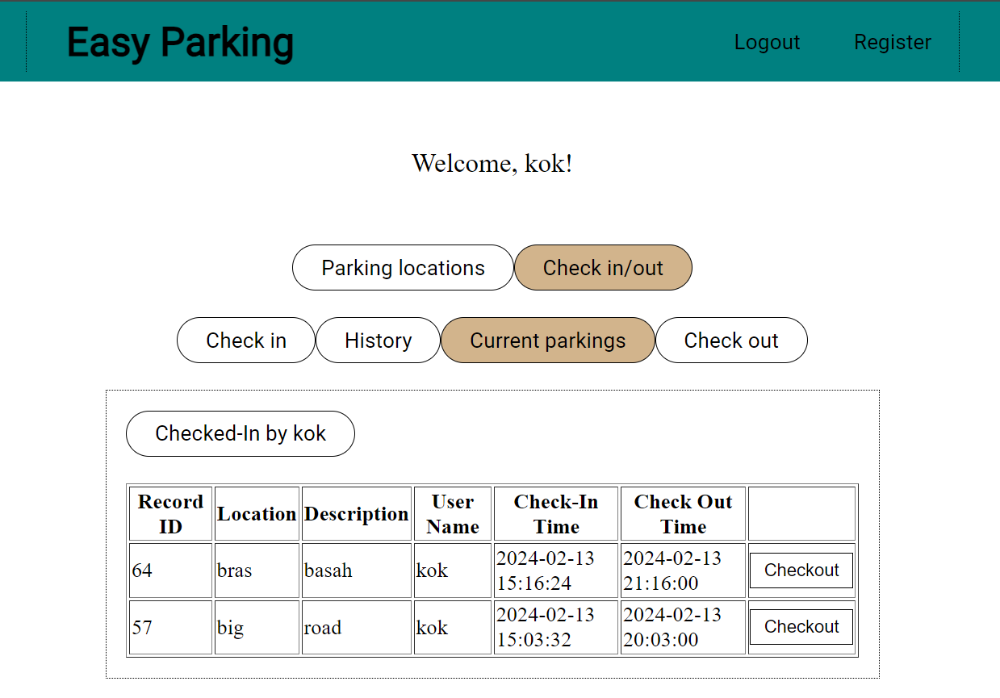 Easy Parking Logout Register
Welcome, kok!
Parking locations Check in/out
Check in History Current parkings Check out
Checked-In by kok
Record ID Location Description User Name Check-In Time Check Out Time
64 bras basah kok 2024-02-13 15:16:24 2024-02-13 21:16:00 Checkout
57 big road kok 2024-02-13 15:03:32 2024-02-13 20:03:00 Checkout